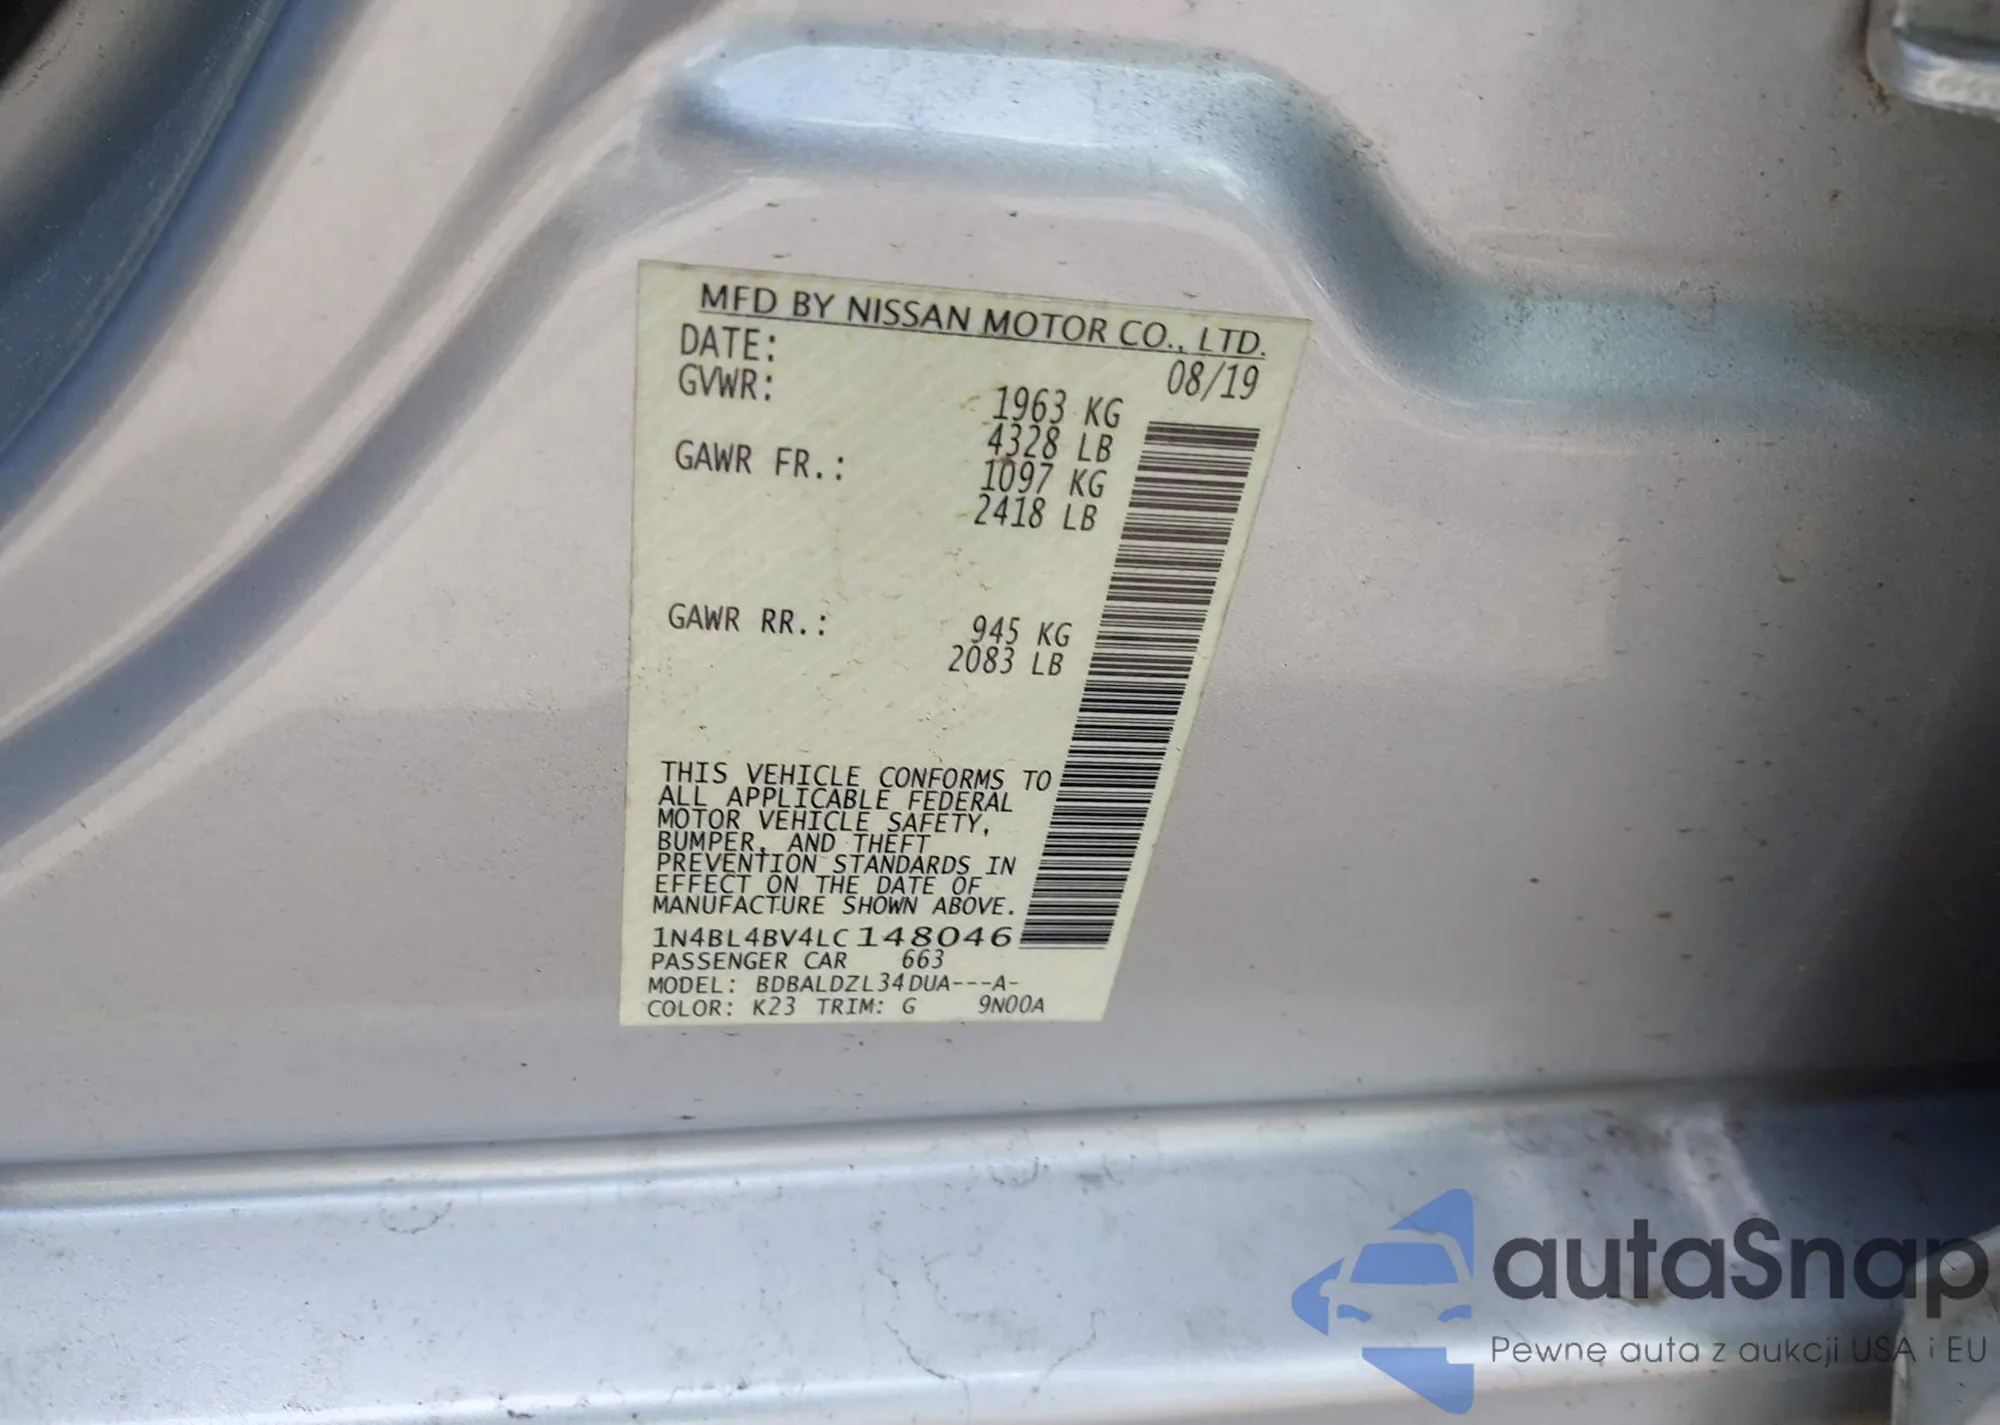 MFD BY NISSAN MOTOR CO., LTD.
DATE: 08/19
GVWR: 1963 KG
4328 LB
GAWR FR.: 1097 KG
2418 LB
GAWR RR.: 945 KG
2083 LB
THIS VEHICLE CONFORMS TO
ALL APPLICABLE FEDERAL
MOTOR VEHICLE SAFETY,
BUMPER, AND THEFT
PREVENTION STANDARDS IN
EFFECT ON THE DATE OF
MANUFACTURE SHOWN ABOVE.
1N4BL4BV4LC148046
PASSENGER CAR 663
MODEL: BDBALDZL34DUA---A-
COLOR: K23 TRIM: G 9N00A
autaSnap
Pewne auta z aukcji USA i EU